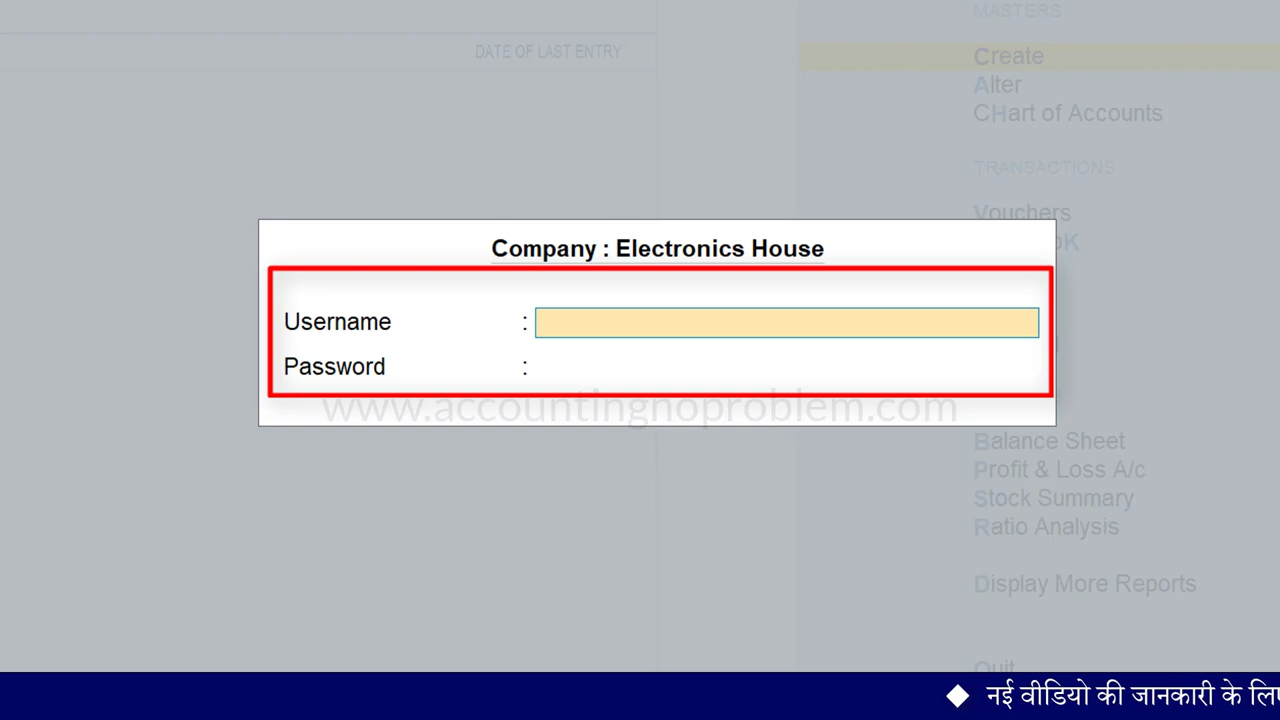 MASTERS
DATE OF LAST ENTRY
Create
Alter
CHart of Accounts
TRANSACTIONS
Vouchers
oK
Company : Electronics House
Username :
Password :
www.accountingnoproblem.com
Balance Sheet
Profit & Loss A/c
Stock Summary
Ratio Analysis
Display More Reports
Quit
◆ नई वीडियो की जानकारी के लिए